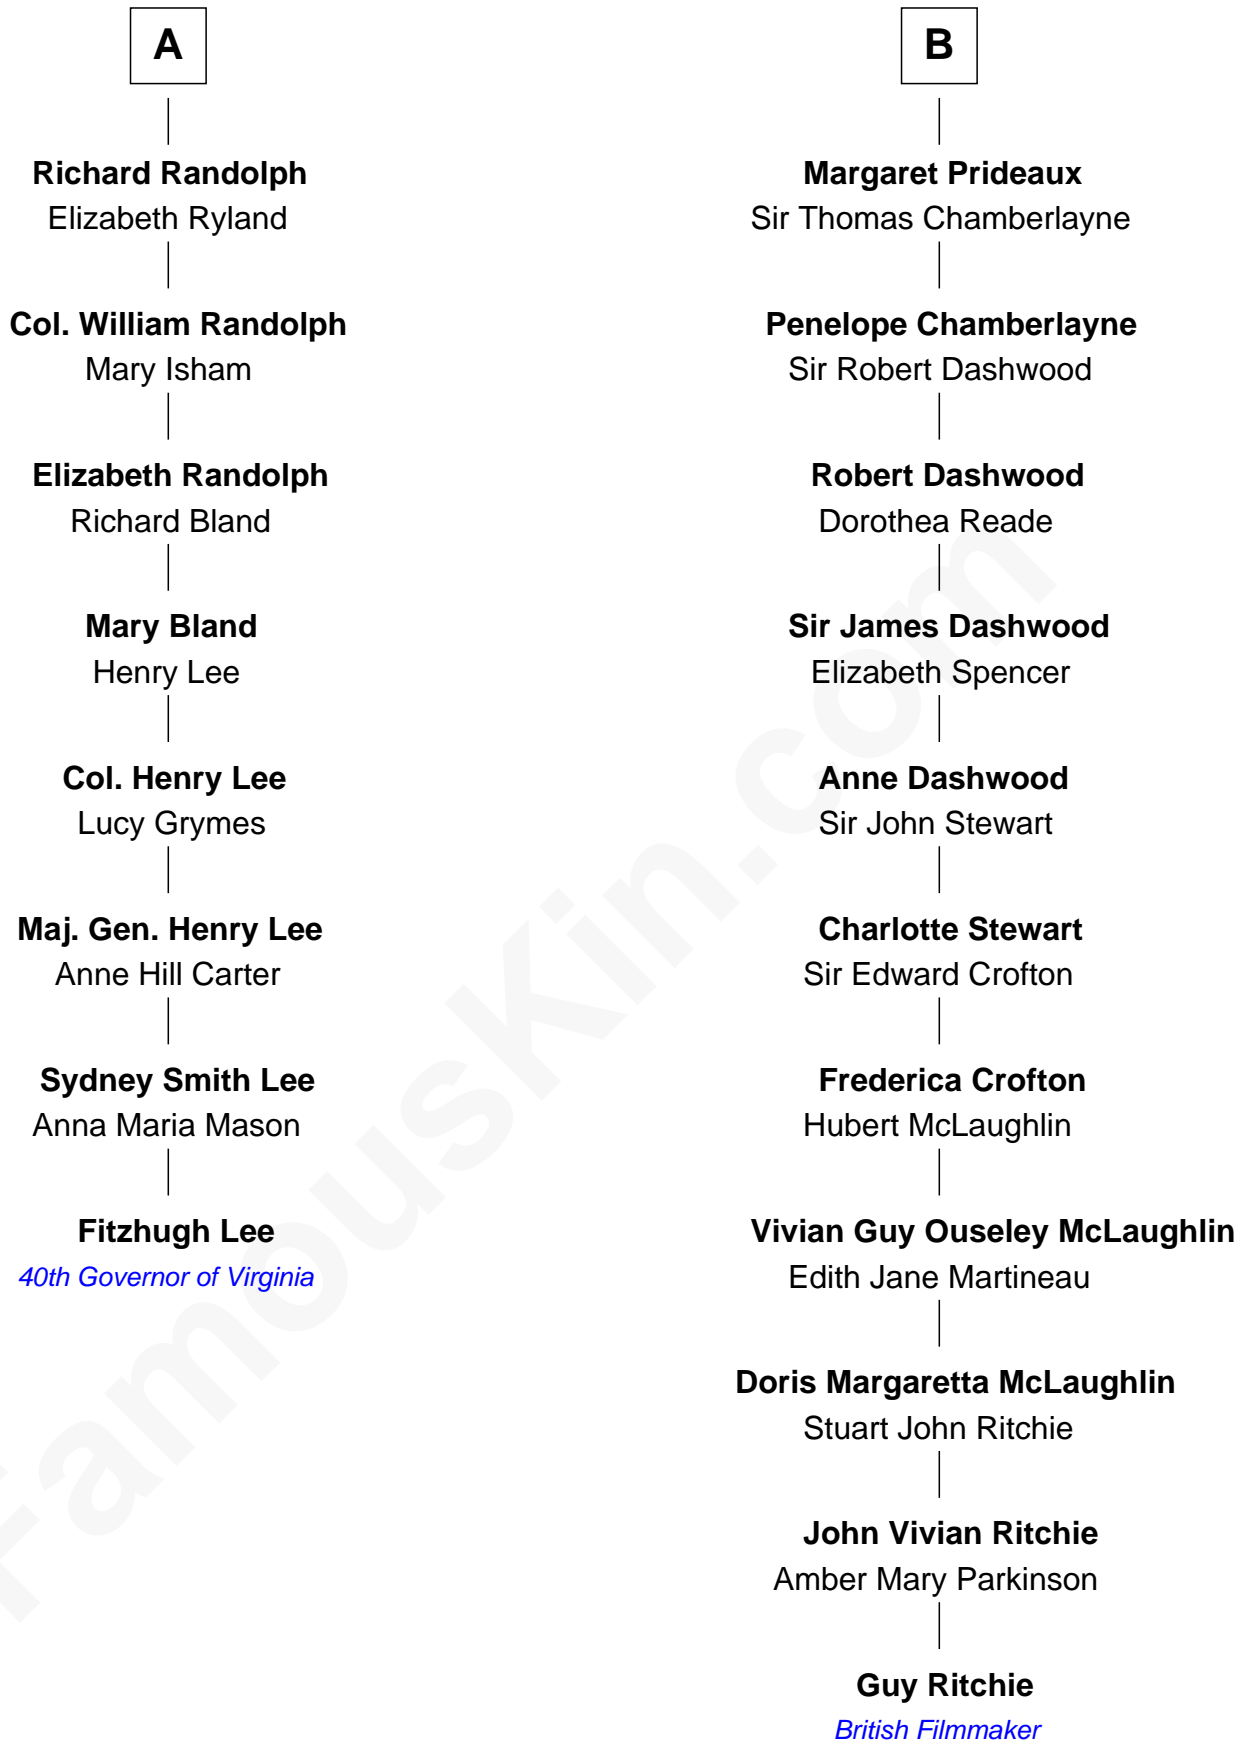 A
Richard Randolph
Elizabeth Ryland
Col. William Randolph
Mary Isham
Elizabeth Randolph
Richard Bland
Mary Bland
Henry Lee
Col. Henry Lee
Lucy Grymes
Maj. Gen. Henry Lee
Anne Hill Carter
Sydney Smith Lee
Anna Maria Mason
Fitzhugh Lee
40th Governor of Virginia
B
Margaret Prideaux
Sir Thomas Chamberlayne
Penelope Chamberlayne
Sir Robert Dashwood
Robert Dashwood
Dorothea Reade
Sir James Dashwood
Elizabeth Spencer
Anne Dashwood
Sir John Stewart
Charlotte Stewart
Sir Edward Crofton
Frederica Crofton
Hubert McLaughlin
Vivian Guy Ouseley McLaughlin
Edith Jane Martineau
Doris Margaretta McLaughlin
Stuart John Ritchie
John Vivian Ritchie
Amber Mary Parkinson
Guy Ritchie
British Filmmaker
FamousKin.com